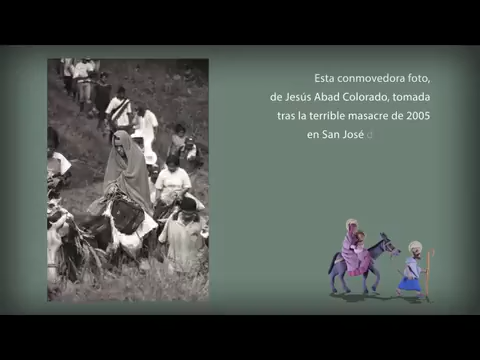 Esta conmovedora foto,
de Jesús Abad Colorado, tomada
tras la terrible masacre de 2005
en San José d